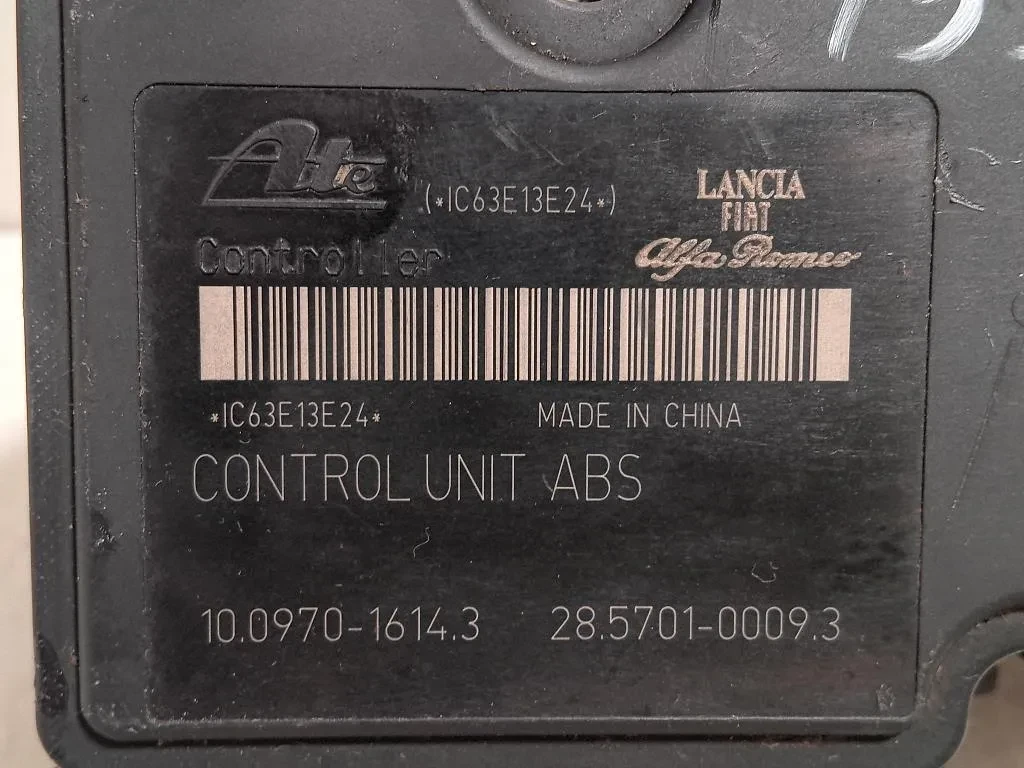 Ate
(*IC63E13E24*)
LANCIA
FIAT
Alfa Romeo
Controller
*IC63E13E24*
MADE IN CHINA
CONTROL UNIT ABS
10.0970-1614.3 28.5701-0009.3